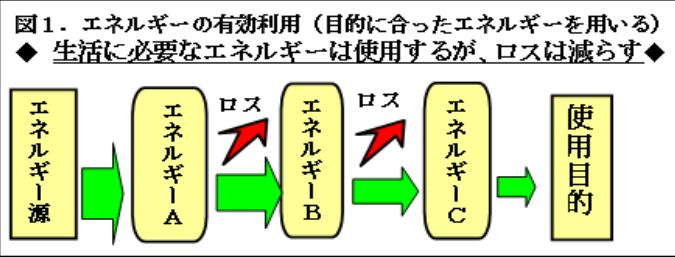 図1．エネルギーの有効利用（目的に合ったエネルギーを用いる）
◆ 生活に必要なエネルギーは使用するが、ロスは減らす◆
エネルギー源
エネルギーA
ロス
エネルギーB
ロス
エネルギーC
使用目的